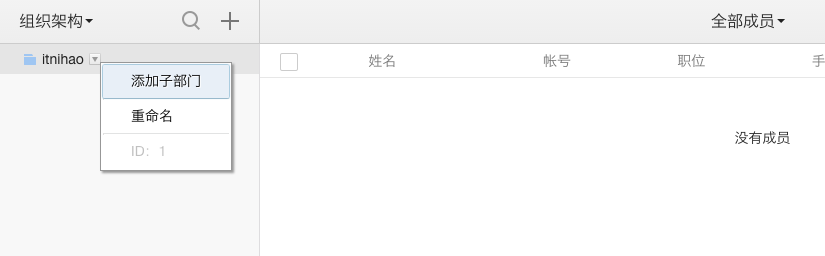 组织架构
全部成员
itnihao
姓名 帐号 职位 手
添加子部门
重命名
没有成员
ID: 1